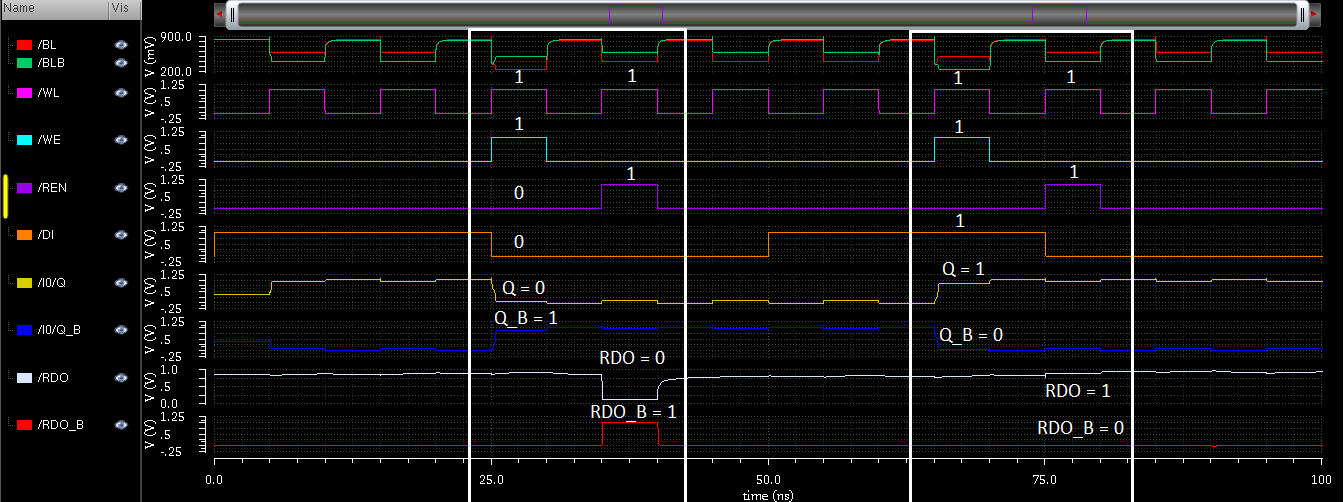 Name Vis
/BL
/BLB
/WL
/WE
/REN
/DI
/I0/Q
/I0/Q_B
/RDO
/RDO_B
900.0
V (mV)
200.0
1 1 1 1
1.25
V (V)
.5
-.25
1 1
1.25
V (V)
.5
-.25
1 1
1.25
V (V)
.5
-.25
0
1
1.25
V (V)
.5
-.25
0
Q = 1
1.25
V (V)
.5
-.25
Q = 0
Q_B = 1
1.25
V (V)
.5
-.25
Q_B = 0
RDO = 0
1.0
V (V)
0.0
RDO = 1
RDO_B = 1
1.25
V (V)
.5
-.25
RDO_B = 0
0.0 25.0 50.0 75.0 100
time (ns)